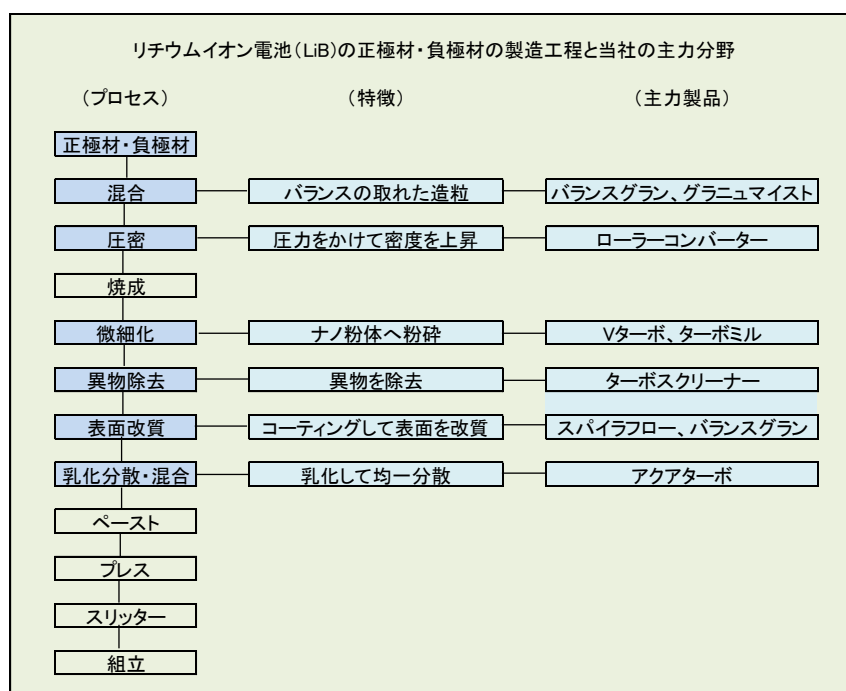 リチウムイオン電池(LiB)の正極材・負極材の製造工程と当社の主力分野
(プロセス) (特徴) (主力製品)
正極材・負極材
混合 バランスの取れた造粒 バランスグラン、グラニュマイスト
圧密 圧力をかけて密度を上昇 ローラーコンバーター
焼成
微細化 ナノ粉体へ粉砕 Vターボ、ターボミル
異物除去 異物を除去 ターボスクリーナー
表面改質 コーティングして表面を改質 スパイラフロー、バランスグラン
乳化分散・混合 乳化して均一分散 アクアターボ
ペースト
プレス
スリッター
組立